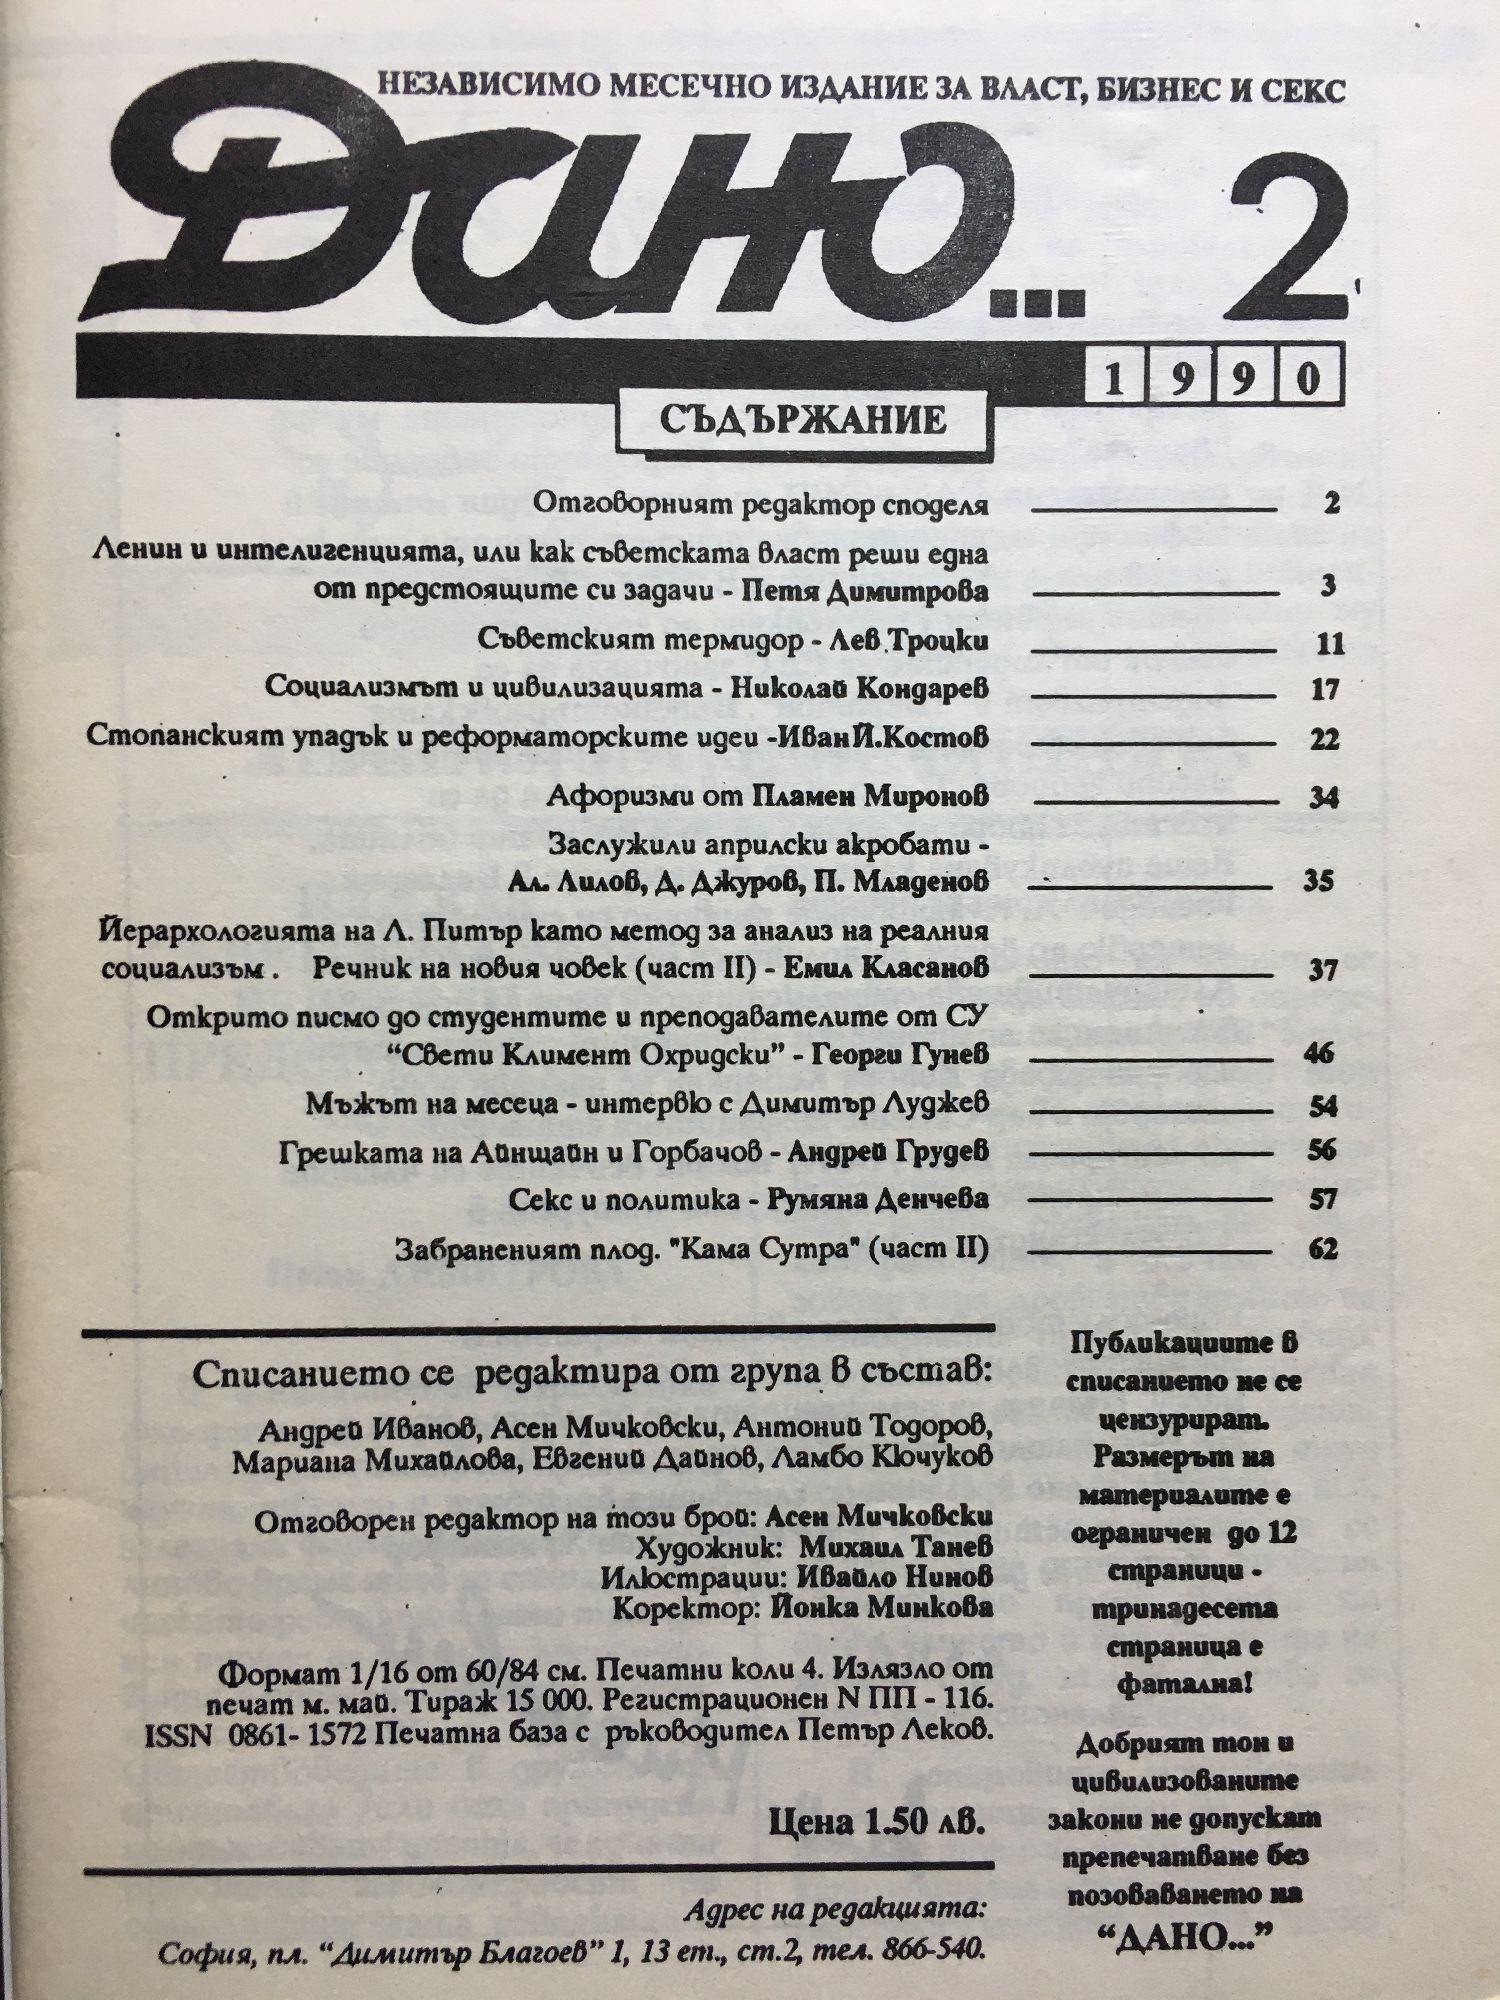 НЕЗАВИСИМО МЕСЕЧНО ИЗДАНИЕ ЗА ВЛАСТ, БИЗНЕС И СЕКС
Дано... 2
1990
СЪДЪРЖАНИЕ
Отговорният редактор споделя 2
Ленин и интелигенцията, или как съветската власт реши една
от предстоящите си задачи - Петя Димитрова 3
Съветският термидор - Лев Троцки 11
Социализмът и цивилизацията - Николай Кондарев 17
Стопанският упадък и реформаторските идеи -Иван Й.Костов 22
Афоризми от Пламен Миронов 34
Заслужили априлски акробати -
Ал. Лилов, Д. Джуров, П. Младенов 35
Йерархологията на Л. Питър като метод за анализ на реалния
социализъм. Речник на новия човек (част II) - Емил Класанов 37
Открито писмо до студентите и преподавателите от СУ
“Свети Климент Охридски” - Георги Гунев 46
Мъжът на месеца - интервю с Димитър Луджев 54
Грешката на Айнщайн и Горбачов - Андрей Грудев 56
Секс и политика - Румяна Денчева 57
Забраненият плод. "Кама Сутра" (част II) 62
Списанието се редактира от група в състав:
Андрей Иванов, Асен Мичковски, Антоний Тодоров,
Мариана Михайлова, Евгений Дайнов, Ламбо Кючуков
Отговорен редактор на този брой: Асен Мичковски
Художник: Михаил Танев
Илюстрации: Ивайло Нинов
Коректор: Йонка Минкова
Формат 1/16 от 60/84 см. Печатни коли 4. Излязло от
печат м. май. Тираж 15 000. Регистрационен N ПП - 116.
ISSN 0861- 1572 Печатна база с ръководител Петър Леков.
Цена 1.50 лв.
Адрес на редакцията:
София, пл. “Димитър Благоев” 1, 13 ет., ст.2, тел. 866-540.
Публикациите в
списанието не се
цензурират.
Размерът на
материалите е
ограничен до 12
страници -
тринадесета
страница е
фатална!
Добрият тон и
цивилизованите
закони не допускат
препечатване без
позоваването на
“ДАНО...”